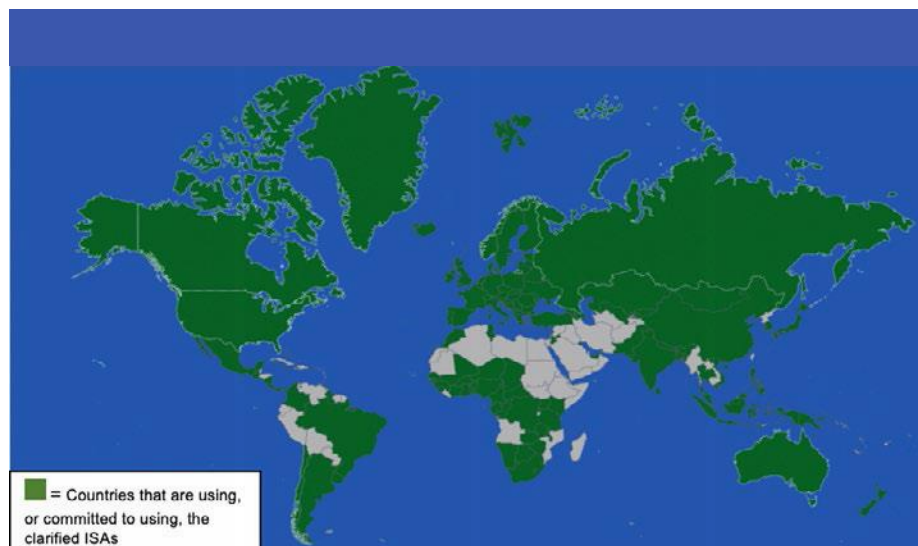 = Countries that are using,
or committed to using, the
clarified ISAs